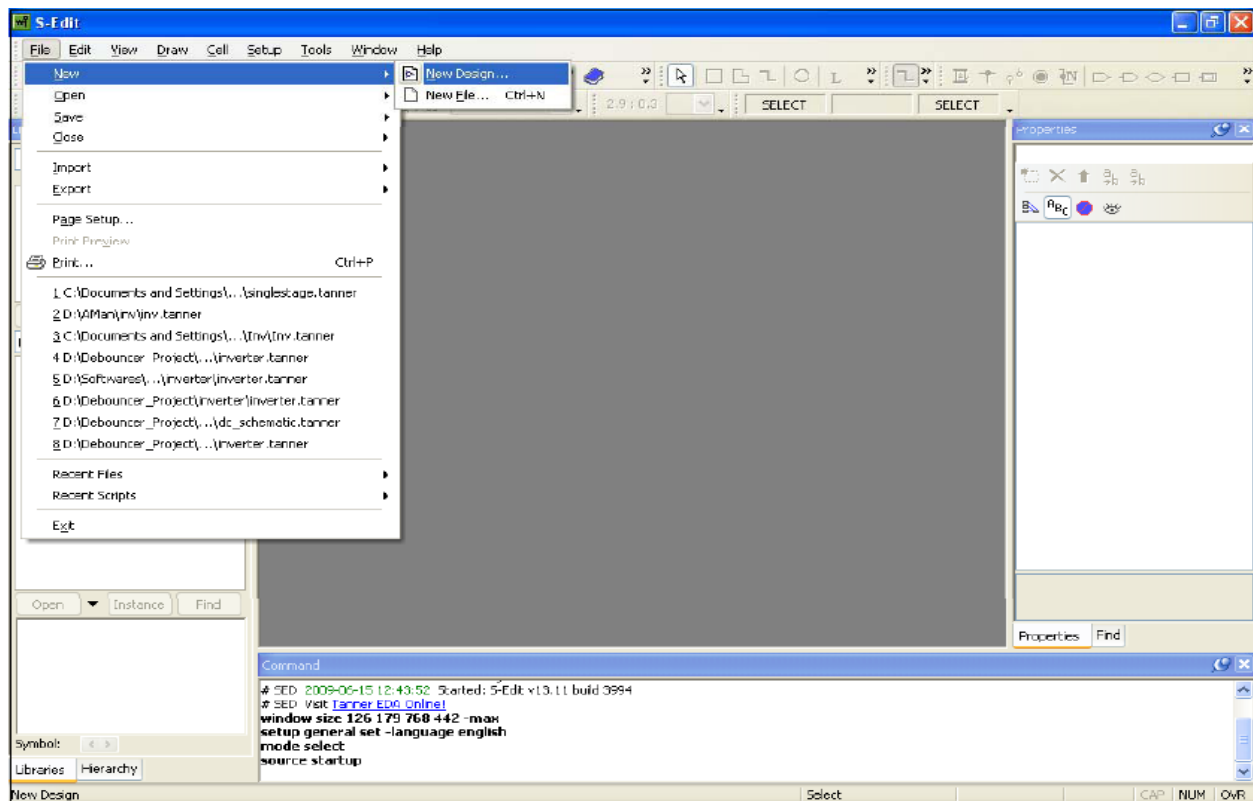 S-Edit
File Edit View Draw Cell Setup Tools Window Help
New
New Design...
Open
New File... Ctrl+N
2.9 : 0.3
SELECT
SELECT
Save
Close
Properties
Import
Export
Page Setup...
Print Preview
Print... Ctrl+P
1 C:\Documents and Settings\...\singlestage.tanner
2 D:\AMan\inv\inv.tanner
3 C:\Documents and Settings\...\Inv\Inv.tanner
4 D:\Debouncer_Project\...\inverter.tanner
5 D:\Softwares\...\inverter\inverter.tanner
6 D:\Debouncer_Project\inverter\inverter.tanner
7 D:\Debouncer_Project\...\dc_schematic.tanner
8 D:\Debouncer_Project\...\inverter.tanner
Recent Files
Recent Scripts
Exit
Open Instance Find
Properties Find
Command
# SED 2009-06-15 12:43:52 Started: S-Edit v13.11 build 3994
# SED Visit Tanner EDA Online!
window size 126 179 768 442 -max
setup general set -language english
mode select
source startup
Symbol:
Libraries Hierarchy
New Design
Select
CAP NUM OVR